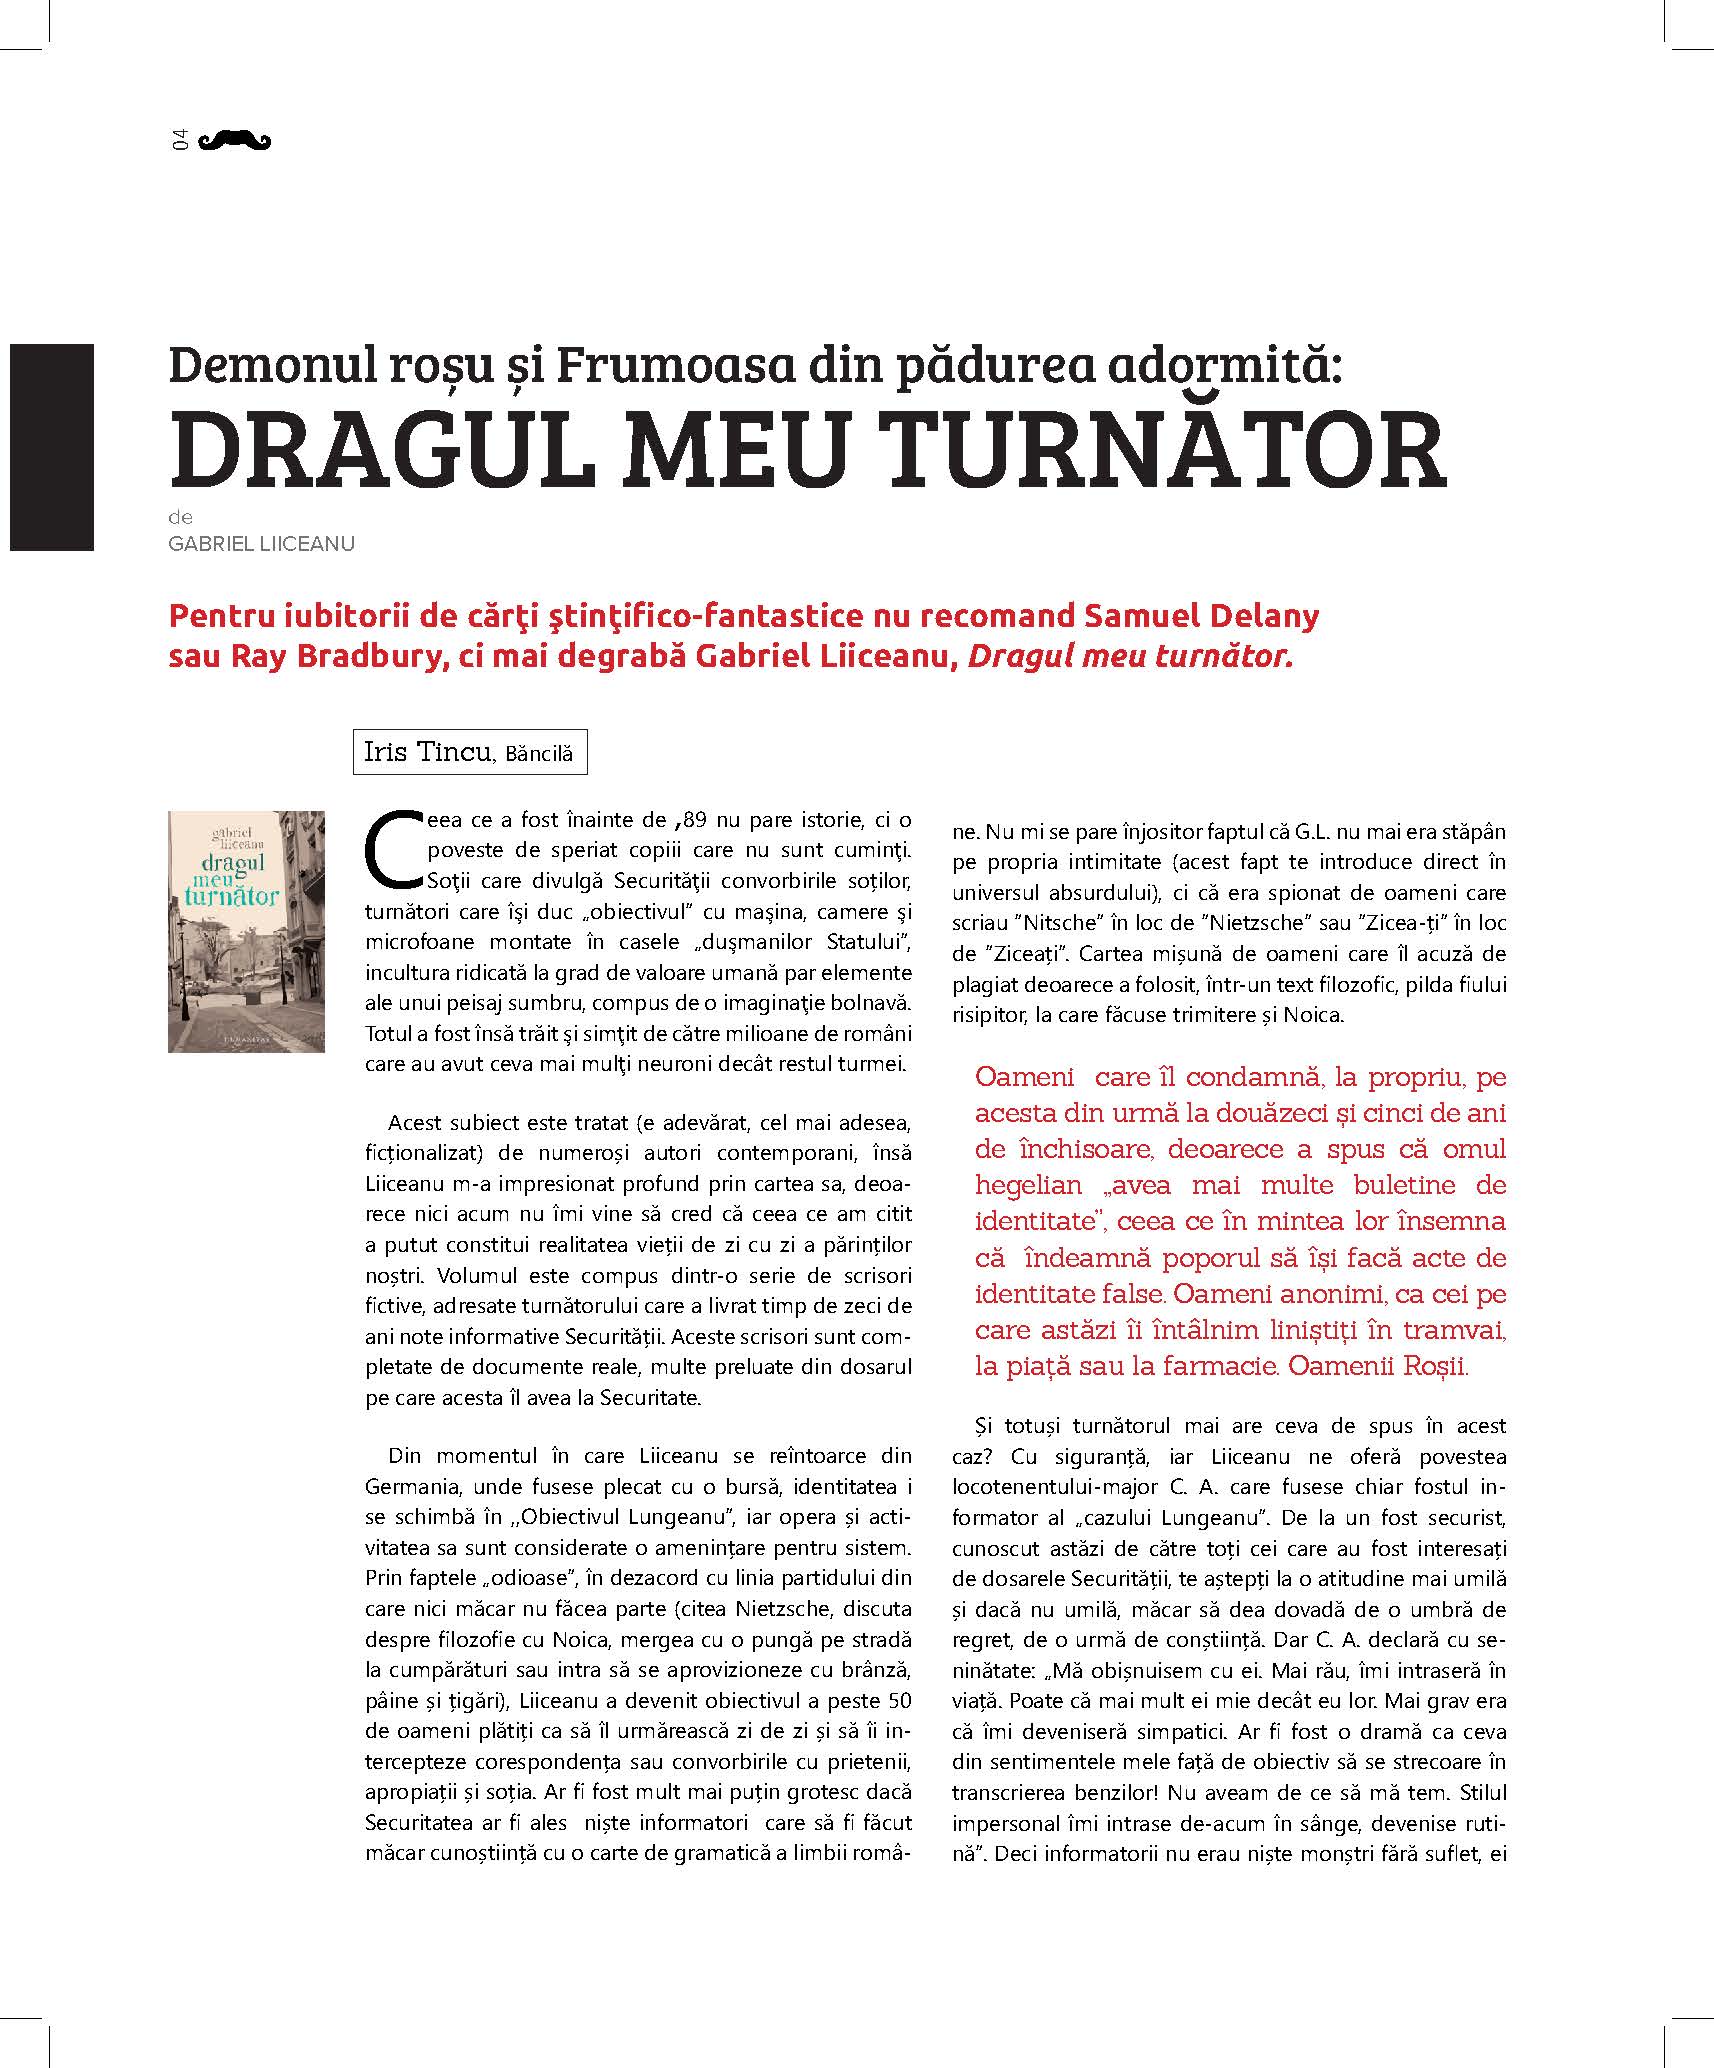 04
Demonul roșu și Frumoasa din pădurea adormită:
DRAGUL MEU TURNĂTOR
de
GABRIEL LIICEANU
Pentru iubitorii de cărţi ştinţifico-fantastice nu recomand Samuel Delany
sau Ray Bradbury, ci mai degrabă Gabriel Liiceanu, Dragul meu turnător.
Iris Tincu, Băncilă
gabriel
liiceanu
dragul
meu
turnător
HUMANITAS
Ceea ce a fost înainte de ,89 nu pare istorie, ci o
poveste de speriat copiii care nu sunt cuminţi.
Soţii care divulgă Securităţii convorbirile soților,
turnători care îşi duc „obiectivul” cu maşina, camere şi
microfoane montate în casele „duşmanilor Statului”,
incultura ridicată la grad de valoare umană par elemente
ale unui peisaj sumbru, compus de o imaginaţie bolnavă.
Totul a fost însă trăit şi simţit de către milioane de români
care au avut ceva mai mulţi neuroni decât restul turmei.
Acest subiect este tratat (e adevărat, cel mai adesea,
ficționalizat) de numeroși autori contemporani, însă
Liiceanu m-a impresionat profund prin cartea sa, deoa-
rece nici acum nu îmi vine să cred că ceea ce am citit
a putut constitui realitatea vieții de zi cu zi a părinților
noștri. Volumul este compus dintr-o serie de scrisori
fictive, adresate turnătorului care a livrat timp de zeci de
ani note informative Securității. Aceste scrisori sunt com-
pletate de documente reale, multe preluate din dosarul
pe care acesta îl avea la Securitate.
Din momentul în care Liiceanu se reîntoarce din
Germania, unde fusese plecat cu o bursă, identitatea i
se schimbă în ,,Obiectivul Lungeanu”, iar opera și acti-
vitatea sa sunt considerate o amenințare pentru sistem.
Prin faptele „odioase”, în dezacord cu linia partidului din
care nici măcar nu făcea parte (citea Nietzsche, discuta
despre filozofie cu Noica, mergea cu o pungă pe stradă
la cumpărături sau intra să se aprovizioneze cu brânză,
pâine și țigări), Liiceanu a devenit obiectivul a peste 50
de oameni plătiți ca să îl urmărească zi de zi și să îi in-
tercepteze corespondența sau convorbirile cu prietenii,
apropiații și soția. Ar fi fost mult mai puțin grotesc dacă
Securitatea ar fi ales  niște informatori  care să fi făcut
măcar cunoștiință cu o carte de gramatică a limbii româ-
ne. Nu mi se pare înjositor faptul că G.L. nu mai era stăpân
pe propria intimitate (acest fapt te introduce direct în
universul absurdului), ci că era spionat de oameni care
scriau ”Nitsche” în loc de ”Nietzsche” sau ”Zicea-ți” în loc
de ”Ziceați”. Cartea mișună de oameni care îl acuză de
plagiat deoarece a folosit, într-un text filozofic, pilda fiului
risipitor, la care făcuse trimitere și Noica.
Oameni  care îl condamnă, la propriu, pe
acesta din urmă la douăzeci și cinci de ani
de închisoare, deoarece a spus că omul
hegelian „avea mai multe buletine de
identitate”, ceea ce în mintea lor însemna
că  îndeamnă poporul să își facă acte de
identitate false. Oameni anonimi, ca cei pe
care astăzi îi întâlnim liniștiți în tramvai,
la piață sau la farmacie. Oamenii Roșii.
Și totuși turnătorul mai are ceva de spus în acest
caz? Cu siguranță, iar Liiceanu ne oferă povestea
locotenentului-major C. A. care fusese chiar fostul in-
formator al „cazului Lungeanu”. De la un fost securist,
cunoscut astăzi de către toți cei care au fost interesați
de dosarele Securității, te aștepți la o atitudine mai umilă
și dacă nu umilă, măcar să dea dovadă de o umbră de
regret, de o urmă de conștiință. Dar C. A. declară cu se-
ninătate: „Mă obișnuisem cu ei. Mai rău, îmi intraseră în
viață. Poate că mai mult ei mie decât eu lor. Mai grav era
că îmi deveniseră simpatici. Ar fi fost o dramă ca ceva
din sentimentele mele față de obiectiv să se strecoare în
transcrierea benzilor! Nu aveam de ce să mă tem. Stilul
impersonal îmi intrase de-acum în sânge, devenise ruti-
nă”. Deci informatorii nu erau niște monștri fără suflet, ei